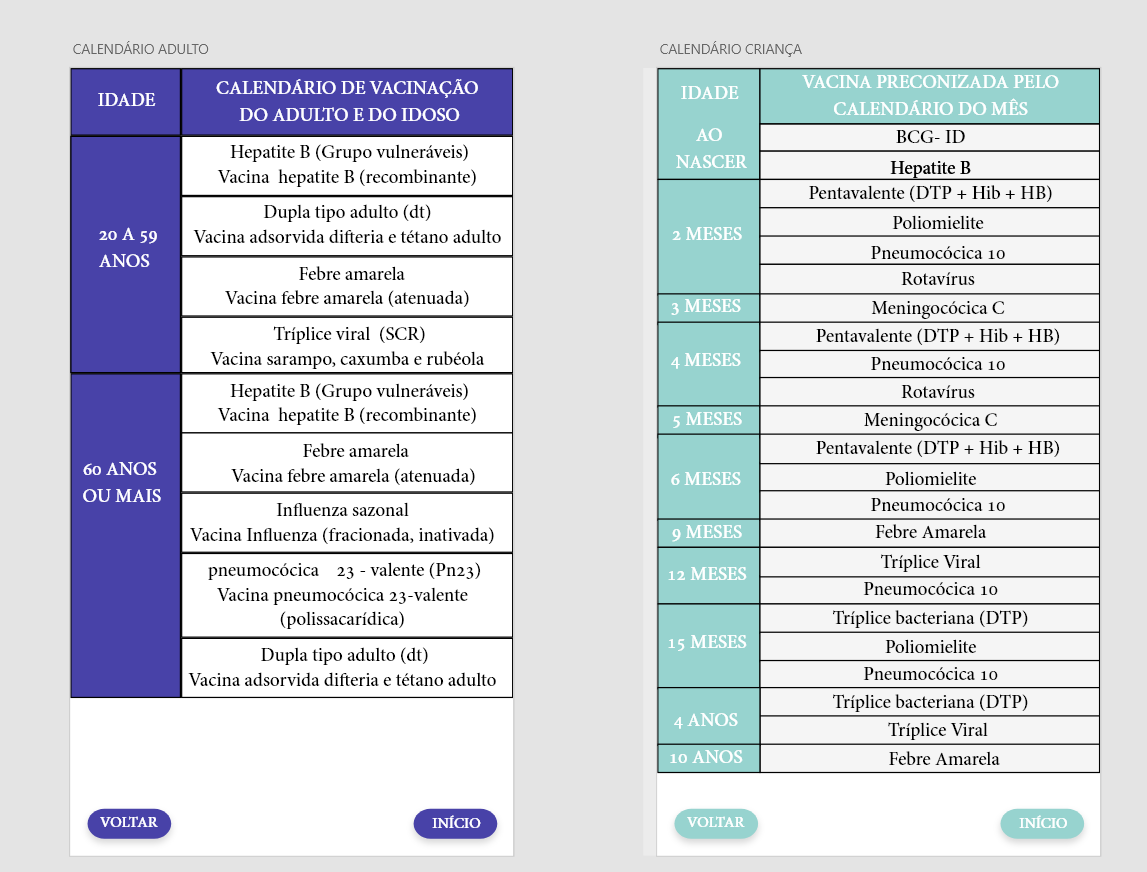 CALENDÁRIO ADULTO
IDADE
CALENDÁRIO DE VACINAÇÃO
DO ADULTO E DO IDOSO
20 A 59
ANOS
Hepatite B (Grupo vulneráveis)
Vacina hepatite B (recombinante)
Dupla tipo adulto (dt)
Vacina adsorvida difteria e tétano adulto
Febre amarela
Vacina febre amarela (atenuada)
Tríplice viral (SCR)
Vacina sarampo, caxumba e rubéola
60 ANOS
OU MAIS
Hepatite B (Grupo vulneráveis)
Vacina hepatite B (recombinante)
Febre amarela
Vacina febre amarela (atenuada)
Influenza sazonal
Vacina Influenza (fracionada, inativada)
pneumocócica 23 - valente (Pn23)
Vacina pneumocócica 23-valente
(polissacarídica)
Dupla tipo adulto (dt)
Vacina adsorvida difteria e tétano adulto
VOLTAR
INÍCIO
CALENDÁRIO CRIANÇA
IDADE
VACINA PRECONIZADA PELO
CALENDÁRIO DO MÊS
AO
NASCER
BCG- ID
Hepatite B
2 MESES
Pentavalente (DTP + Hib + HB)
Poliomielite
Pneumocócica 10
Rotavírus
3 MESES
Meningocócica C
4 MESES
Pentavalente (DTP + Hib + HB)
Pneumocócica 10
Rotavírus
5 MESES
Meningocócica C
6 MESES
Pentavalente (DTP + Hib + HB)
Poliomielite
Pneumocócica 10
9 MESES
Febre Amarela
12 MESES
Tríplice Viral
Pneumocócica 10
15 MESES
Tríplice bacteriana (DTP)
Poliomielite
Pneumocócica 10
4 ANOS
Tríplice bacteriana (DTP)
Tríplice Viral
10 ANOS
Febre Amarela
VOLTAR
INÍCIO